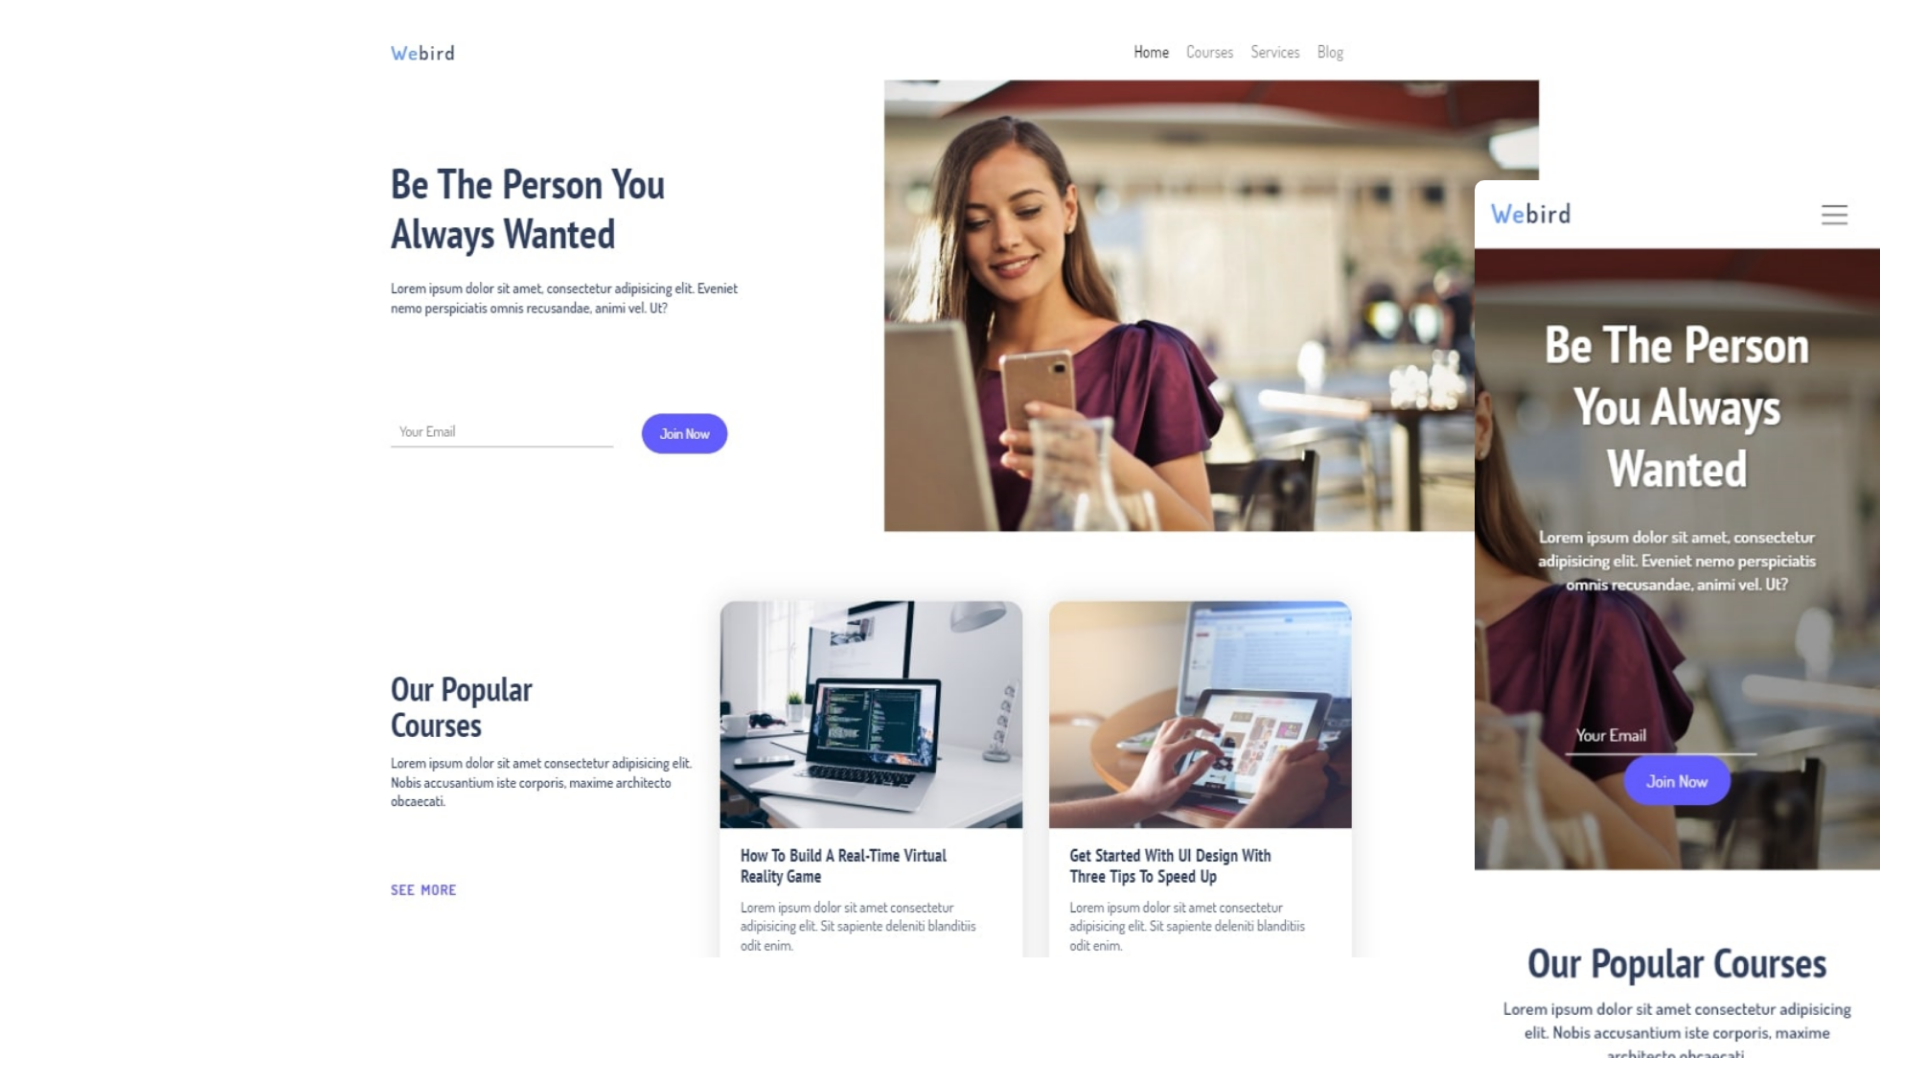 Webird
Home Courses Services Blog
Be The Person You
Always Wanted
Lorem ipsum dolor sit amet, consectetur adipisicing elit. Eveniet
nemo perspiciatis omnis recusandae, animi vel. Ut?
Your Email
Join Now
Our Popular
Courses
Lorem ipsum dolor sit amet consectetur adipisicing elit.
Nobis accusantium iste corporis, maxime architecto
obcaecati.
SEE MORE
How To Build A Real-Time Virtual
Reality Game
Lorem ipsum dolor sit amet consectetur
adipisicing elit. Sit sapiente deleniti blanditiis
odit enim.
Get Started With UI Design With
Three Tips To Speed Up
Lorem ipsum dolor sit amet consectetur
adipisicing elit. Sit sapiente deleniti blanditiis
odit enim.
Webird
Be The Person
You Always
Wanted
Lorem ipsum dolor sit amet, consectetur
adipisicing elit. Eveniet nemo perspiciatis
omnis recusandae, animi vel. Ut?
Your Email
Join Now
Our Popular Courses
Lorem ipsum dolor sit amet consectetur adipisicing
elit. Nobis accusantium iste corporis, maxime
architecto obcaecati.